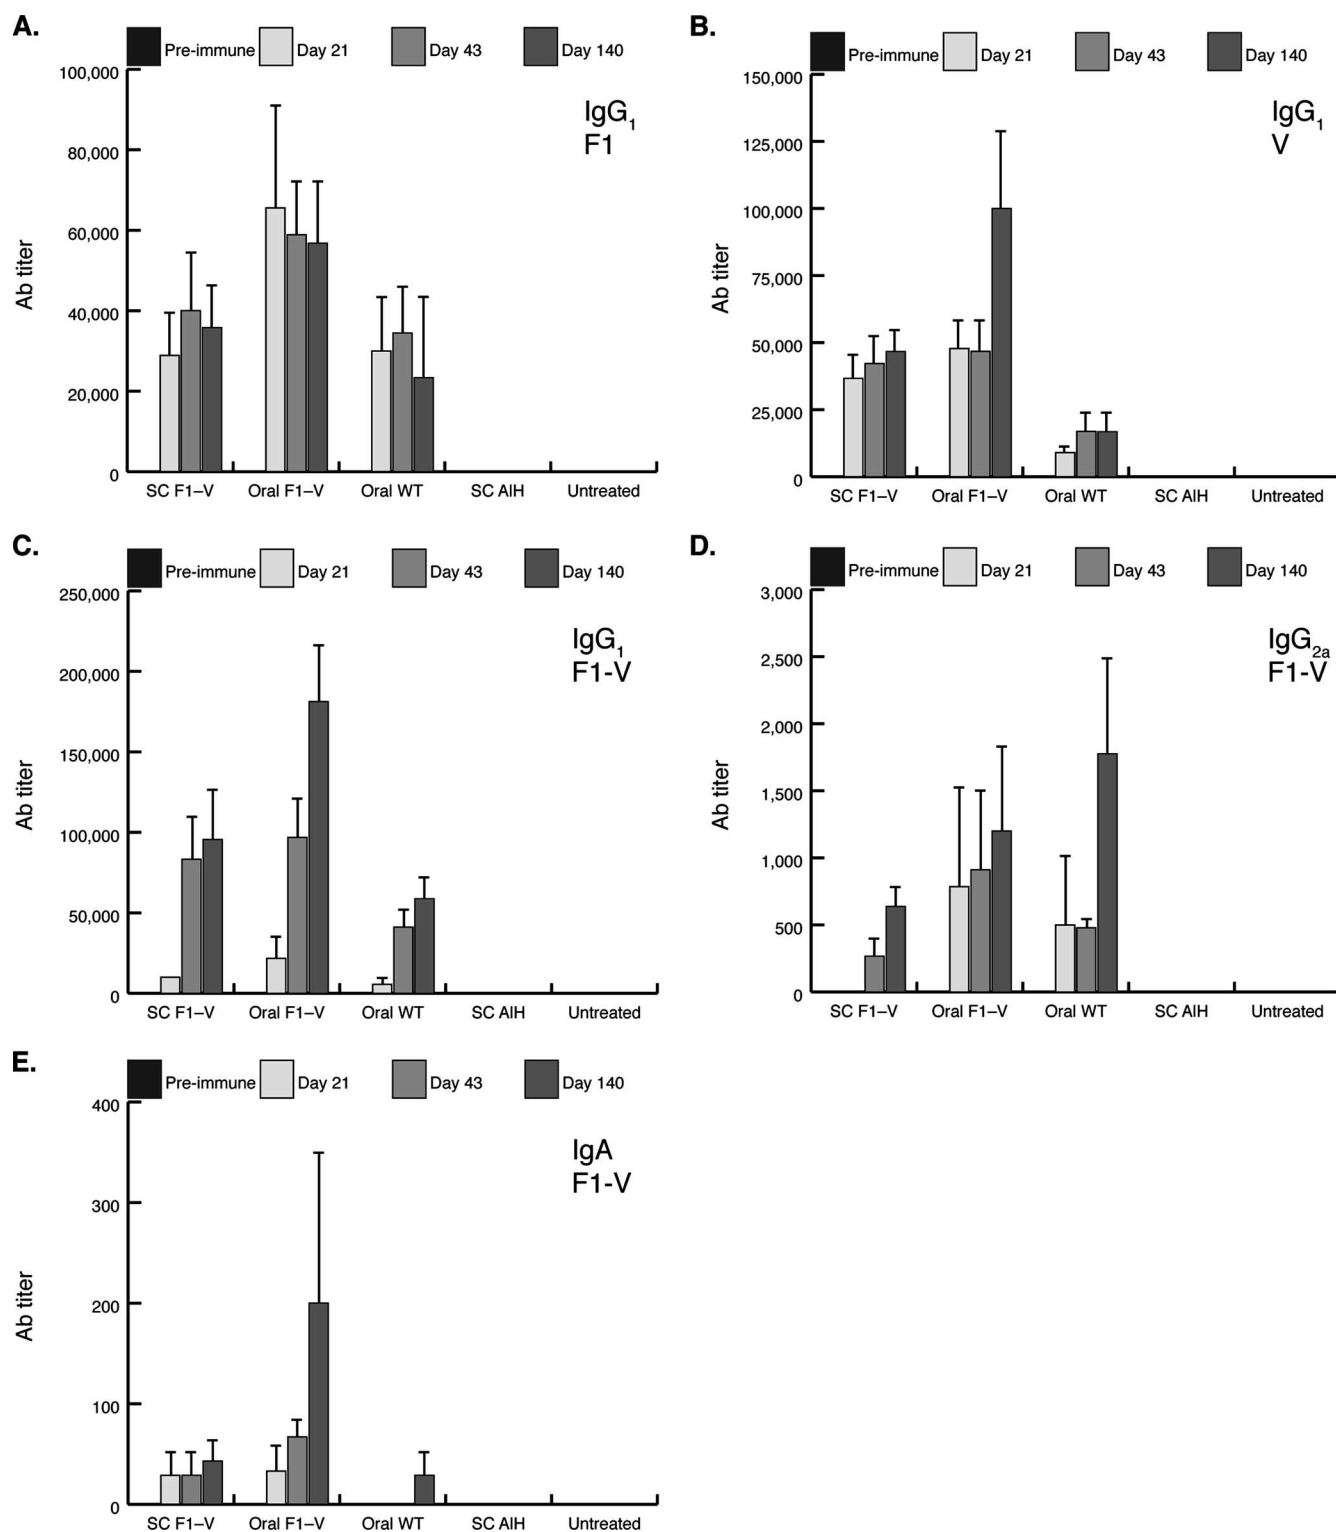 A.
Pre-immune Day 21 Day 43 Day 140
100,000
80,000
60,000
40,000
20,000
0
Ab titer
IgG1
F1
SC F1–V Oral F1–V Oral WT SC AlH Untreated
B.
Pre-immune Day 21 Day 43 Day 140
150,000
125,000
100,000
75,000
50,000
25,000
0
Ab titer
IgG1
V
SC F1–V Oral F1–V Oral WT SC AlH Untreated
C.
Pre-immune Day 21 Day 43 Day 140
250,000
200,000
150,000
100,000
50,000
0
Ab titer
IgG1
F1-V
SC F1–V Oral F1–V Oral WT SC AlH Untreated
D.
Pre-immune Day 21 Day 43 Day 140
3,000
2,500
2,000
1,500
1,000
500
0
Ab titer
IgG2a
F1-V
SC F1–V Oral F1–V Oral WT SC AlH Untreated
E.
Pre-immune Day 21 Day 43 Day 140
400
300
200
100
0
Ab titer
IgA
F1-V
SC F1–V Oral F1–V Oral WT SC AlH Untreated